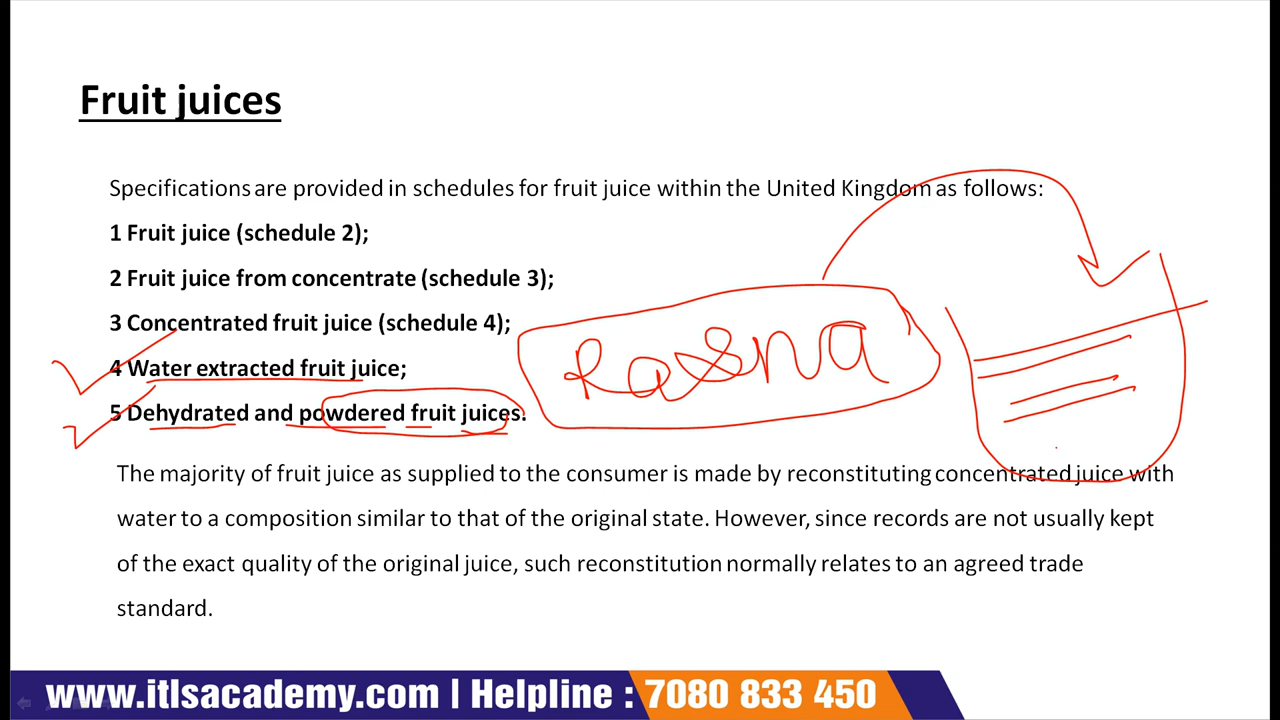 Fruit juices
Specifications are provided in schedules for fruit juice within the United Kingdom as follows:
1 Fruit juice (schedule 2);
2 Fruit juice from concentrate (schedule 3);
3 Concentrated fruit juice (schedule 4);
4 Water extracted fruit juice;
5 Dehydrated and powdered fruit juices.
Rasna
The majority of fruit juice as supplied to the consumer is made by reconstituting concentrated juice with
water to a composition similar to that of the original state. However, since records are not usually kept
of the exact quality of the original juice, such reconstitution normally relates to an agreed trade
standard.
www.itlsacademy.com | Helpline : 7080 833 450